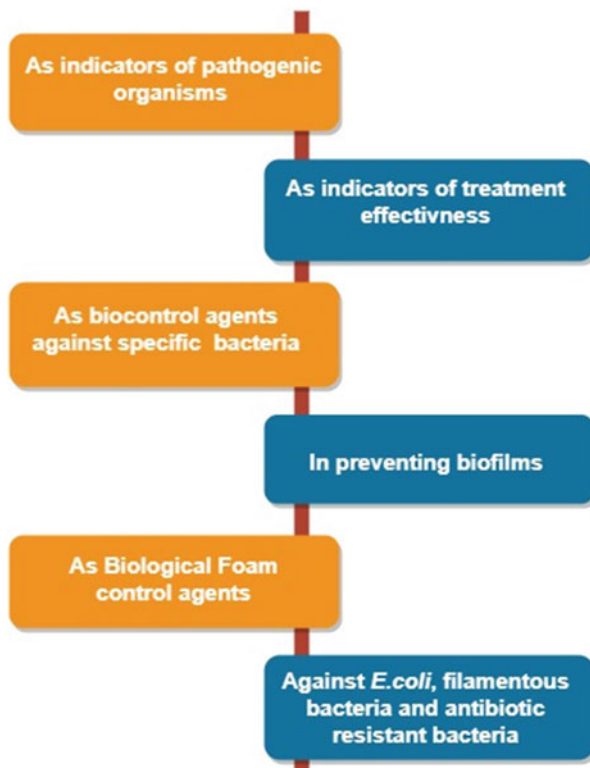 As indicators of pathogenic
organisms
As indicators of treatment
effectivness
As biocontrol agents
against specific bacteria
In preventing biofilms
As Biological Foam
control agents
Against E.coli, filamentous
bacteria and antibiotic
resistant bacteria